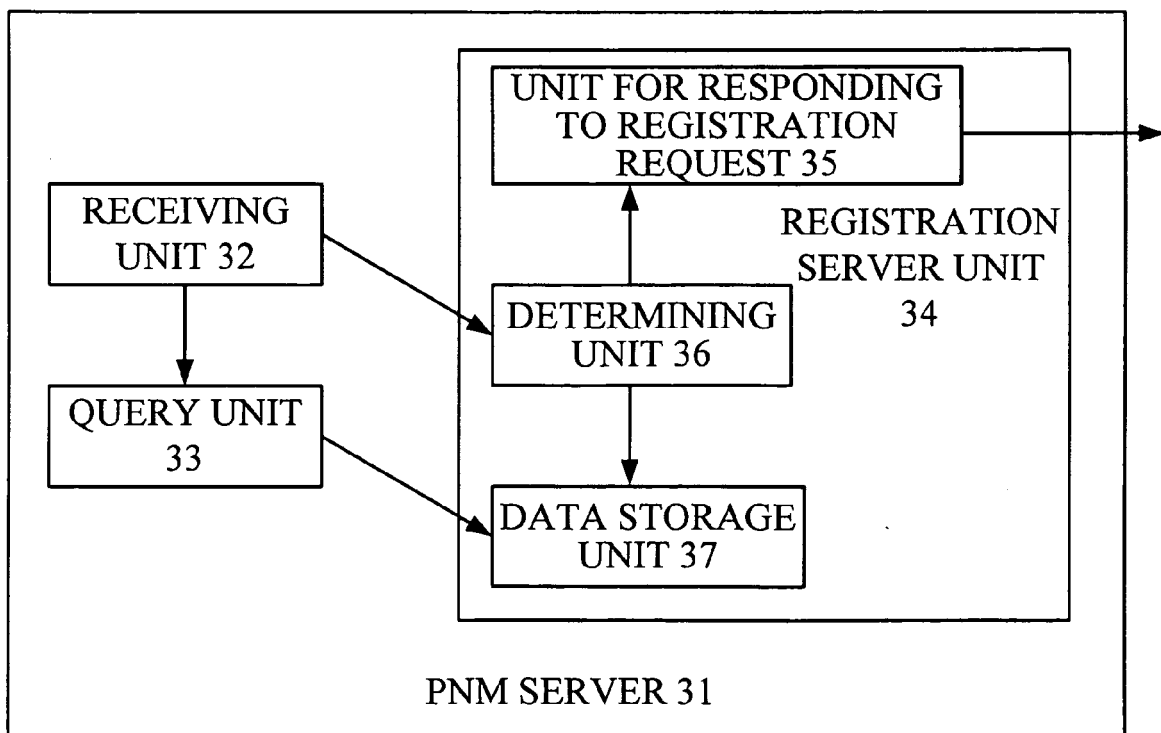 UNIT FOR RESPONDING
TO REGISTRATION
REQUEST 35
RECEIVING
UNIT 32
REGISTRATION
SERVER UNIT
34
DETERMINING
UNIT 36
QUERY UNIT
33
DATA STORAGE
UNIT 37
PNM SERVER 31